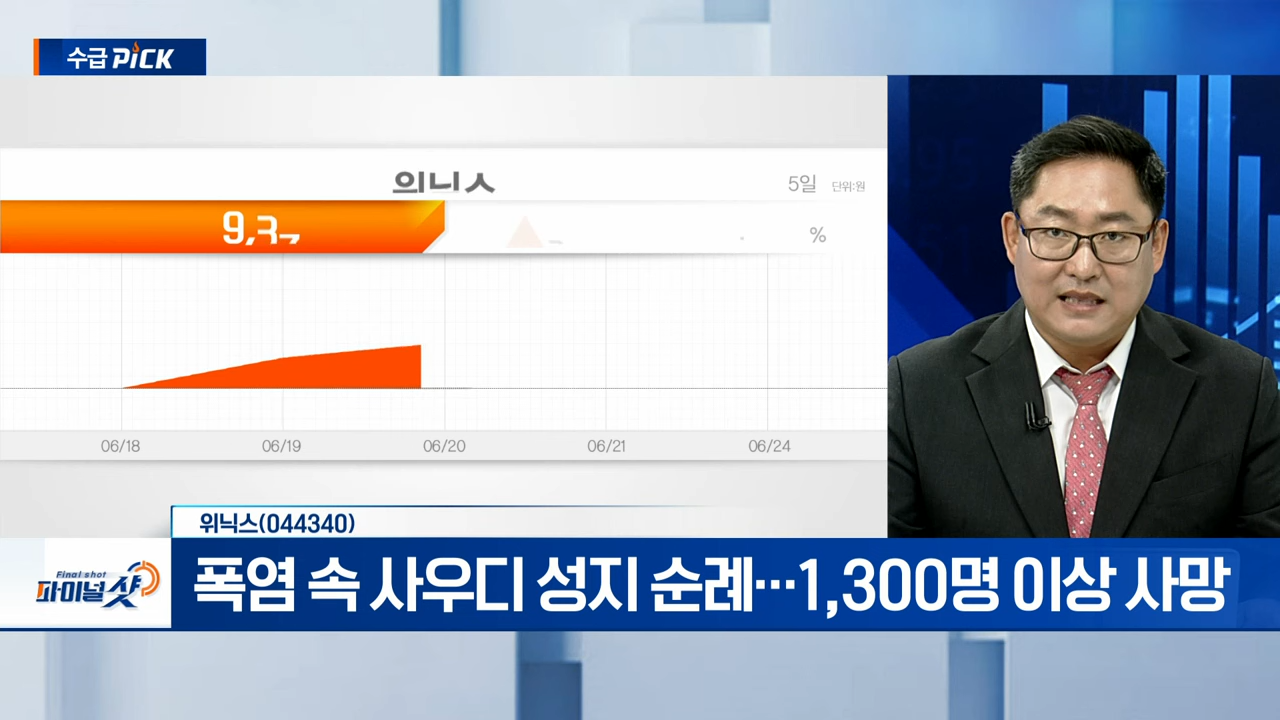 수급 PiCK
5일 단위:원
%
06/18 06/19 06/20 06/21 06/24
위닉스(044340)
Final shot
파이널 샷
폭염 속 사우디 성지 순례…1,300명 이상 사망